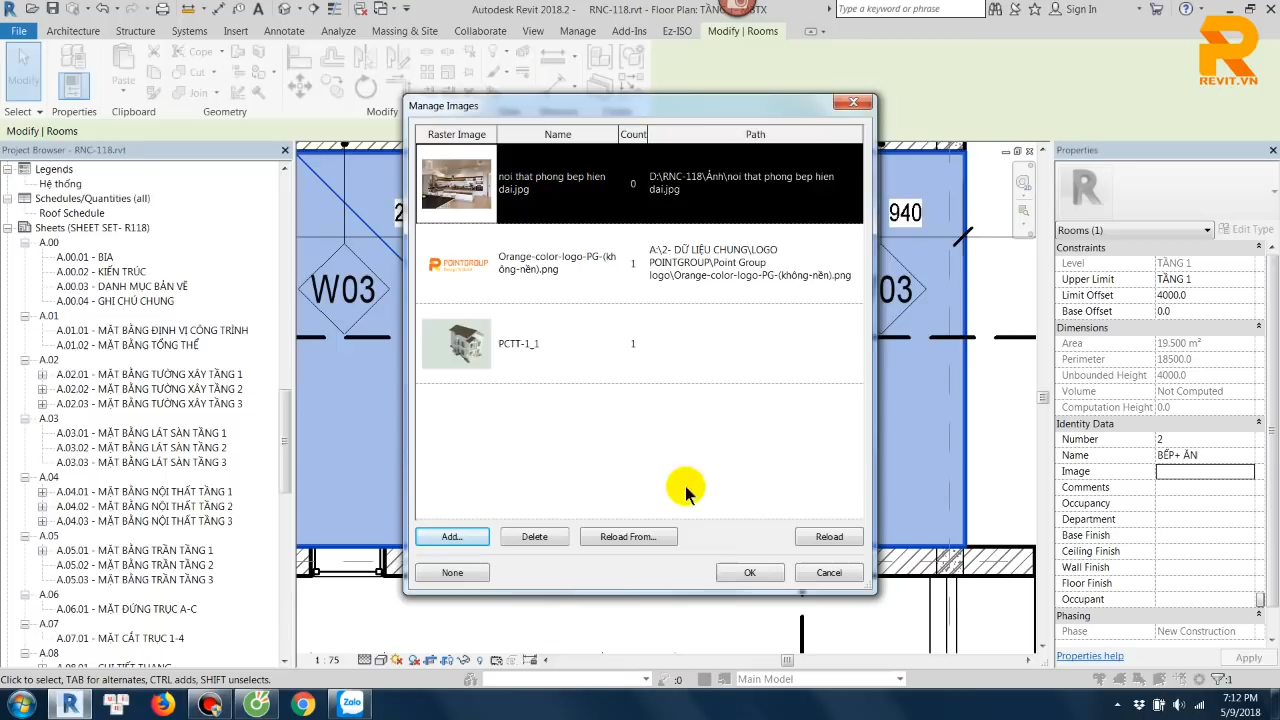 Autodesk Revit 2018.2 - RNC-118.rvt - Floor Plan: TẦNG
Type a keyword or phrase
Sign In
File Architecture Structure Systems Insert Annotate Analyze Massing & Site Collaborate View Manage Add-Ins Ez-ISO Modify | Rooms
Modify
Paste
Cope
Cut
Join
Select Properties Clipboard Geometry Modify
REVIT.VN
Modify | Rooms
Project Browser - RNC-118.rvt
Legends
Hệ thống
Schedules/Quantities (all)
Roof Schedule
Sheets (SHEET SET- R118)
A.00
A.00.01 - BIA
A.00.02 - KIẾN TRÚC
A.00.03 - DANH MỤC BẢN VẼ
A.00.04 - GHI CHÚ CHUNG
A.01
A.01.01 - MẶT BẰNG ĐỊNH VỊ CÔNG TRÌNH
A.01.02 - MẶT BẰNG TỔNG THỂ
A.02
A.02.01 - MẶT BẰNG TƯỜNG XÂY TẦNG 1
A.02.02 - MẶT BẰNG TƯỜNG XÂY TẦNG 2
A.02.03 - MẶT BẰNG TƯỜNG XÂY TẦNG 3
A.03
A.03.01 - MẶT BẰNG LÁT SÀN TẦNG 1
A.03.02 - MẶT BẰNG LÁT SÀN TẦNG 2
A.03.03 - MẶT BẰNG LÁT SÀN TẦNG 3
A.04
A.04.01 - MẶT BẰNG NỘI THẤT TẦNG 1
A.04.02 - MẶT BẰNG NỘI THẤT TẦNG 2
A.04.03 - MẶT BẰNG NỘI THẤT TẦNG 3
A.05
A.05.01 - MẶT BẰNG TRẦN TẦNG 1
A.05.02 - MẶT BẰNG TRẦN TẦNG 2
A.05.03 - MẶT BẰNG TRẦN TẦNG 3
A.06
A.06.01 - MẶT ĐỨNG TRỤC A-C
A.07
A.07.01 - MẶT CẮT TRỤC 1-4
A.08
W03
2
940
03
Manage Images
Raster Image Name Count Path
noi that phong bep hien
dai.jpg
0
D:\RNC-118\Ảnh\noi that phong bep hien
dai.jpg
POINTGROUP
Orange-color-logo-PG-(kh
ông-nền).png
1
A:\2- DỮ LIỆU CHUNG\LOGO
POINTGROUP\Point Group
logo\Orange-color-logo-PG-(không-nền).png
PCTT-1_1 1
Add... Delete Reload From... Reload
None OK Cancel
Properties
R
Rooms (1) Edit Type
Constraints
Level TẦNG 1
Upper Limit TẦNG 1
Limit Offset 4000.0
Base Offset 0.0
Dimensions
Area 19.500 m²
Perimeter 18500.0
Unbounded Height 4000.0
Volume Not Computed
Computation Height 0.0
Identity Data
Number 2
Name BẾP+ ĂN
Image
Comments
Occupancy
Department
Base Finish
Ceiling Finish
Wall Finish
Floor Finish
Occupant
Phasing
Phase New Construction
Properties help Apply
1 : 75
Click to select, TAB for alternates, CTRL adds, SHIFT unselects.
:0
Main Model
:1
Zalo
7:12 PM
5/9/2018